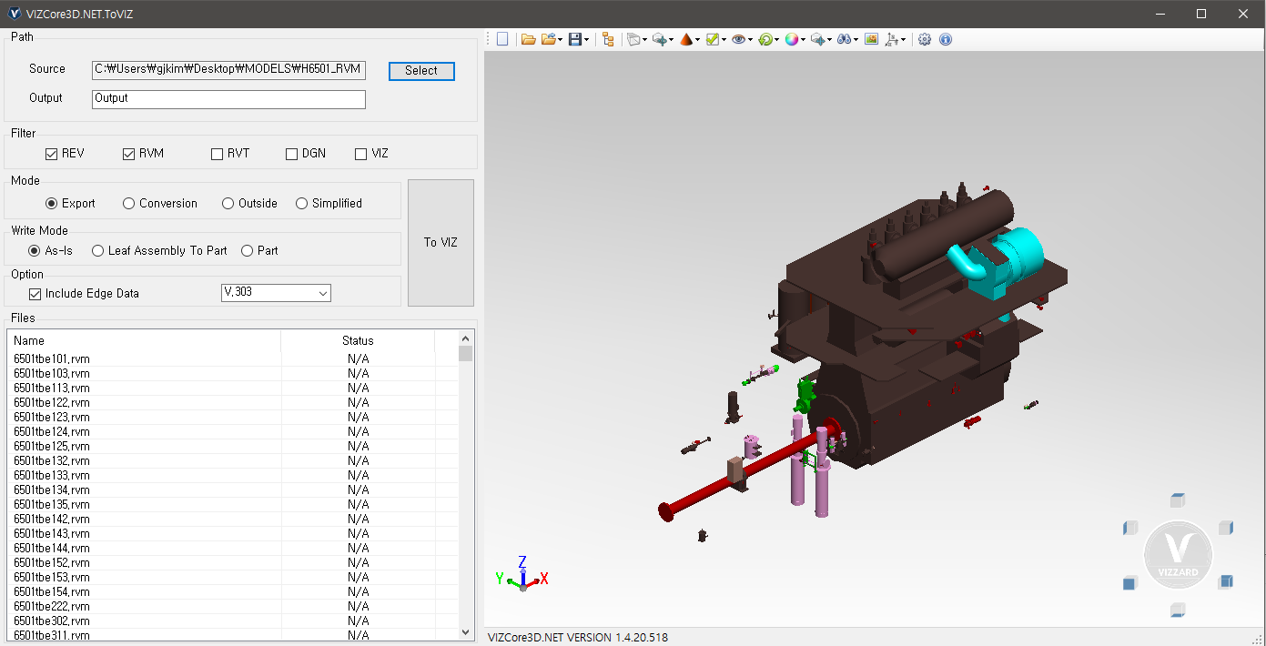 VIZCore3D.NET.ToVIZ
Path
Source C:₩Users₩gjkim₩Desktop₩MODELS₩H6501_RVM Select
Output Output
Filter
REV RVM RVT DGN VIZ
Mode
Export Conversion Outside Simplified
Write Mode
As-Is Leaf Assembly To Part Part
To VIZ
Option
Include Edge Data V.303
Files
Name Status
6501tbe101.rvm N/A
6501tbe103.rvm N/A
6501tbe113.rvm N/A
6501tbe122.rvm N/A
6501tbe123.rvm N/A
6501tbe124.rvm N/A
6501tbe125.rvm N/A
6501tbe132.rvm N/A
6501tbe133.rvm N/A
6501tbe134.rvm N/A
6501tbe135.rvm N/A
6501tbe142.rvm N/A
6501tbe143.rvm N/A
6501tbe144.rvm N/A
6501tbe152.rvm N/A
6501tbe153.rvm N/A
6501tbe154.rvm N/A
6501tbe222.rvm N/A
6501tbe302.rvm N/A
6501tbe311.rvm N/A
Z
Y X
V
VIZZARD
VIZCore3D.NET VERSION 1.4.20.518